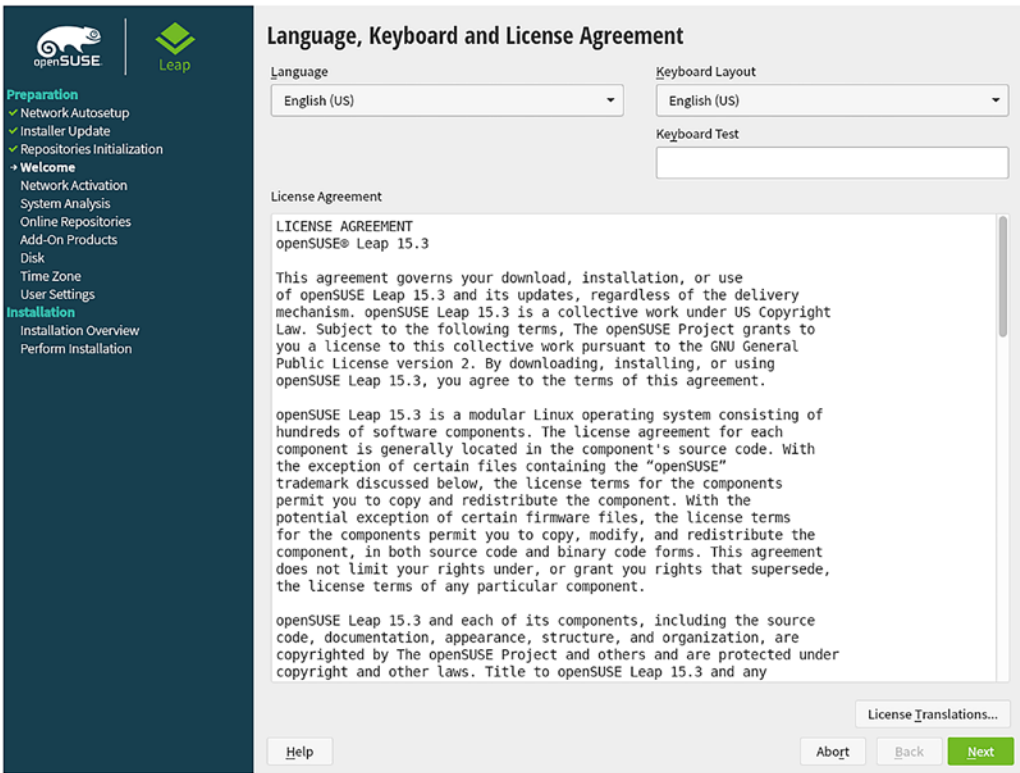 openSUSE
Leap
Preparation
Network Autosetup
Installer Update
Repositories Initialization
Welcome
Network Activation
System Analysis
Online Repositories
Add-On Products
Disk
Time Zone
User Settings
Installation
Installation Overview
Perform Installation
Language, Keyboard and License Agreement
Language
English (US)
Keyboard Layout
English (US)
Keyboard Test
License Agreement
LICENSE AGREEMENT
openSUSE® Leap 15.3
This agreement governs your download, installation, or use
of openSUSE Leap 15.3 and its updates, regardless of the delivery
mechanism. openSUSE Leap 15.3 is a collective work under US Copyright
Law. Subject to the following terms, The openSUSE Project grants to
you a license to this collective work pursuant to the GNU General
Public License version 2. By downloading, installing, or using
openSUSE Leap 15.3, you agree to the terms of this agreement.
openSUSE Leap 15.3 is a modular Linux operating system consisting of
hundreds of software components. The license agreement for each
component is generally located in the component's source code. With
the exception of certain files containing the “openSUSE”
trademark discussed below, the license terms for the components
permit you to copy and redistribute the component. With the
potential exception of certain firmware files, the license terms
for the components permit you to copy, modify, and redistribute the
component, in both source code and binary code forms. This agreement
does not limit your rights under, or grant you rights that supersede,
the license terms of any particular component.
openSUSE Leap 15.3 and each of its components, including the source
code, documentation, appearance, structure, and organization, are
copyrighted by The openSUSE Project and others and are protected under
copyright and other laws. Title to openSUSE Leap 15.3 and any
License Translations...
Help
Abort
Back
Next